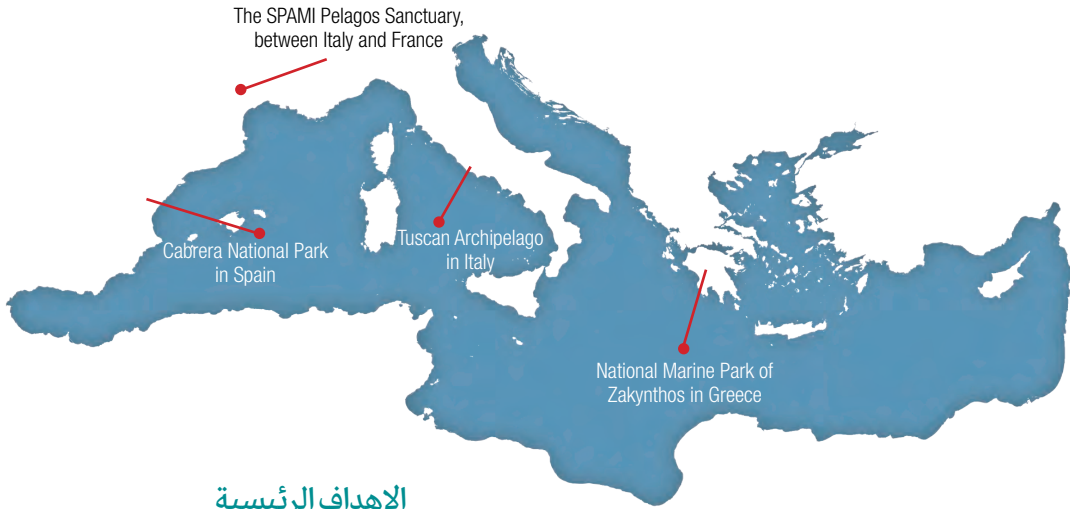 The SPAMI Pelagos Sanctuary,
between Italy and France
Cabrera National Park
in Spain
Tuscan Archipelago
in Italy
National Marine Park of
Zakynthos in Greece
الاهداف الرئيسية